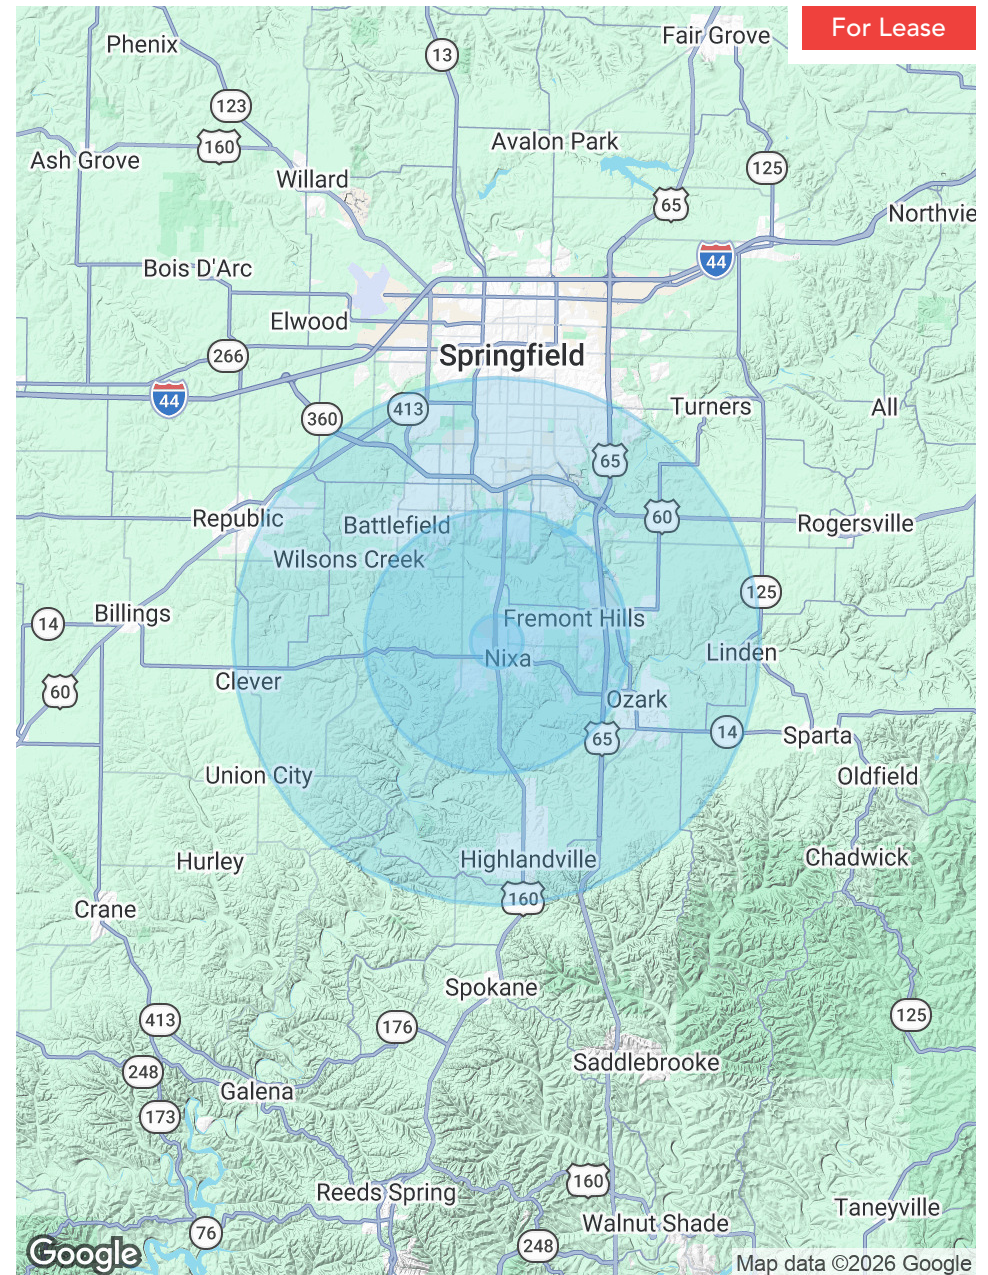 For Lease
Phenix
13
Fair Grove
123
160
Avalon Park
Ash Grove
125
Willard
65
Northvie
44
Bois D'Arc
Elwood
266
Springfield
44
413
Turners
All
360
65
Republic
Battlefield
60
Rogersville
Wilsons Creek
125
14
Billings
Fremont Hills
Linden
Nixa
60
Clever
Ozark
65
14
Sparta
Union City
Oldfield
Hurley
Highlandville
Chadwick
160
Crane
Spokane
413
176
125
Saddlebrooke
248
Galena
173
160
Reeds Spring
Taneyville
76
Walnut Shade
248
Google
Map data ©2026 Google